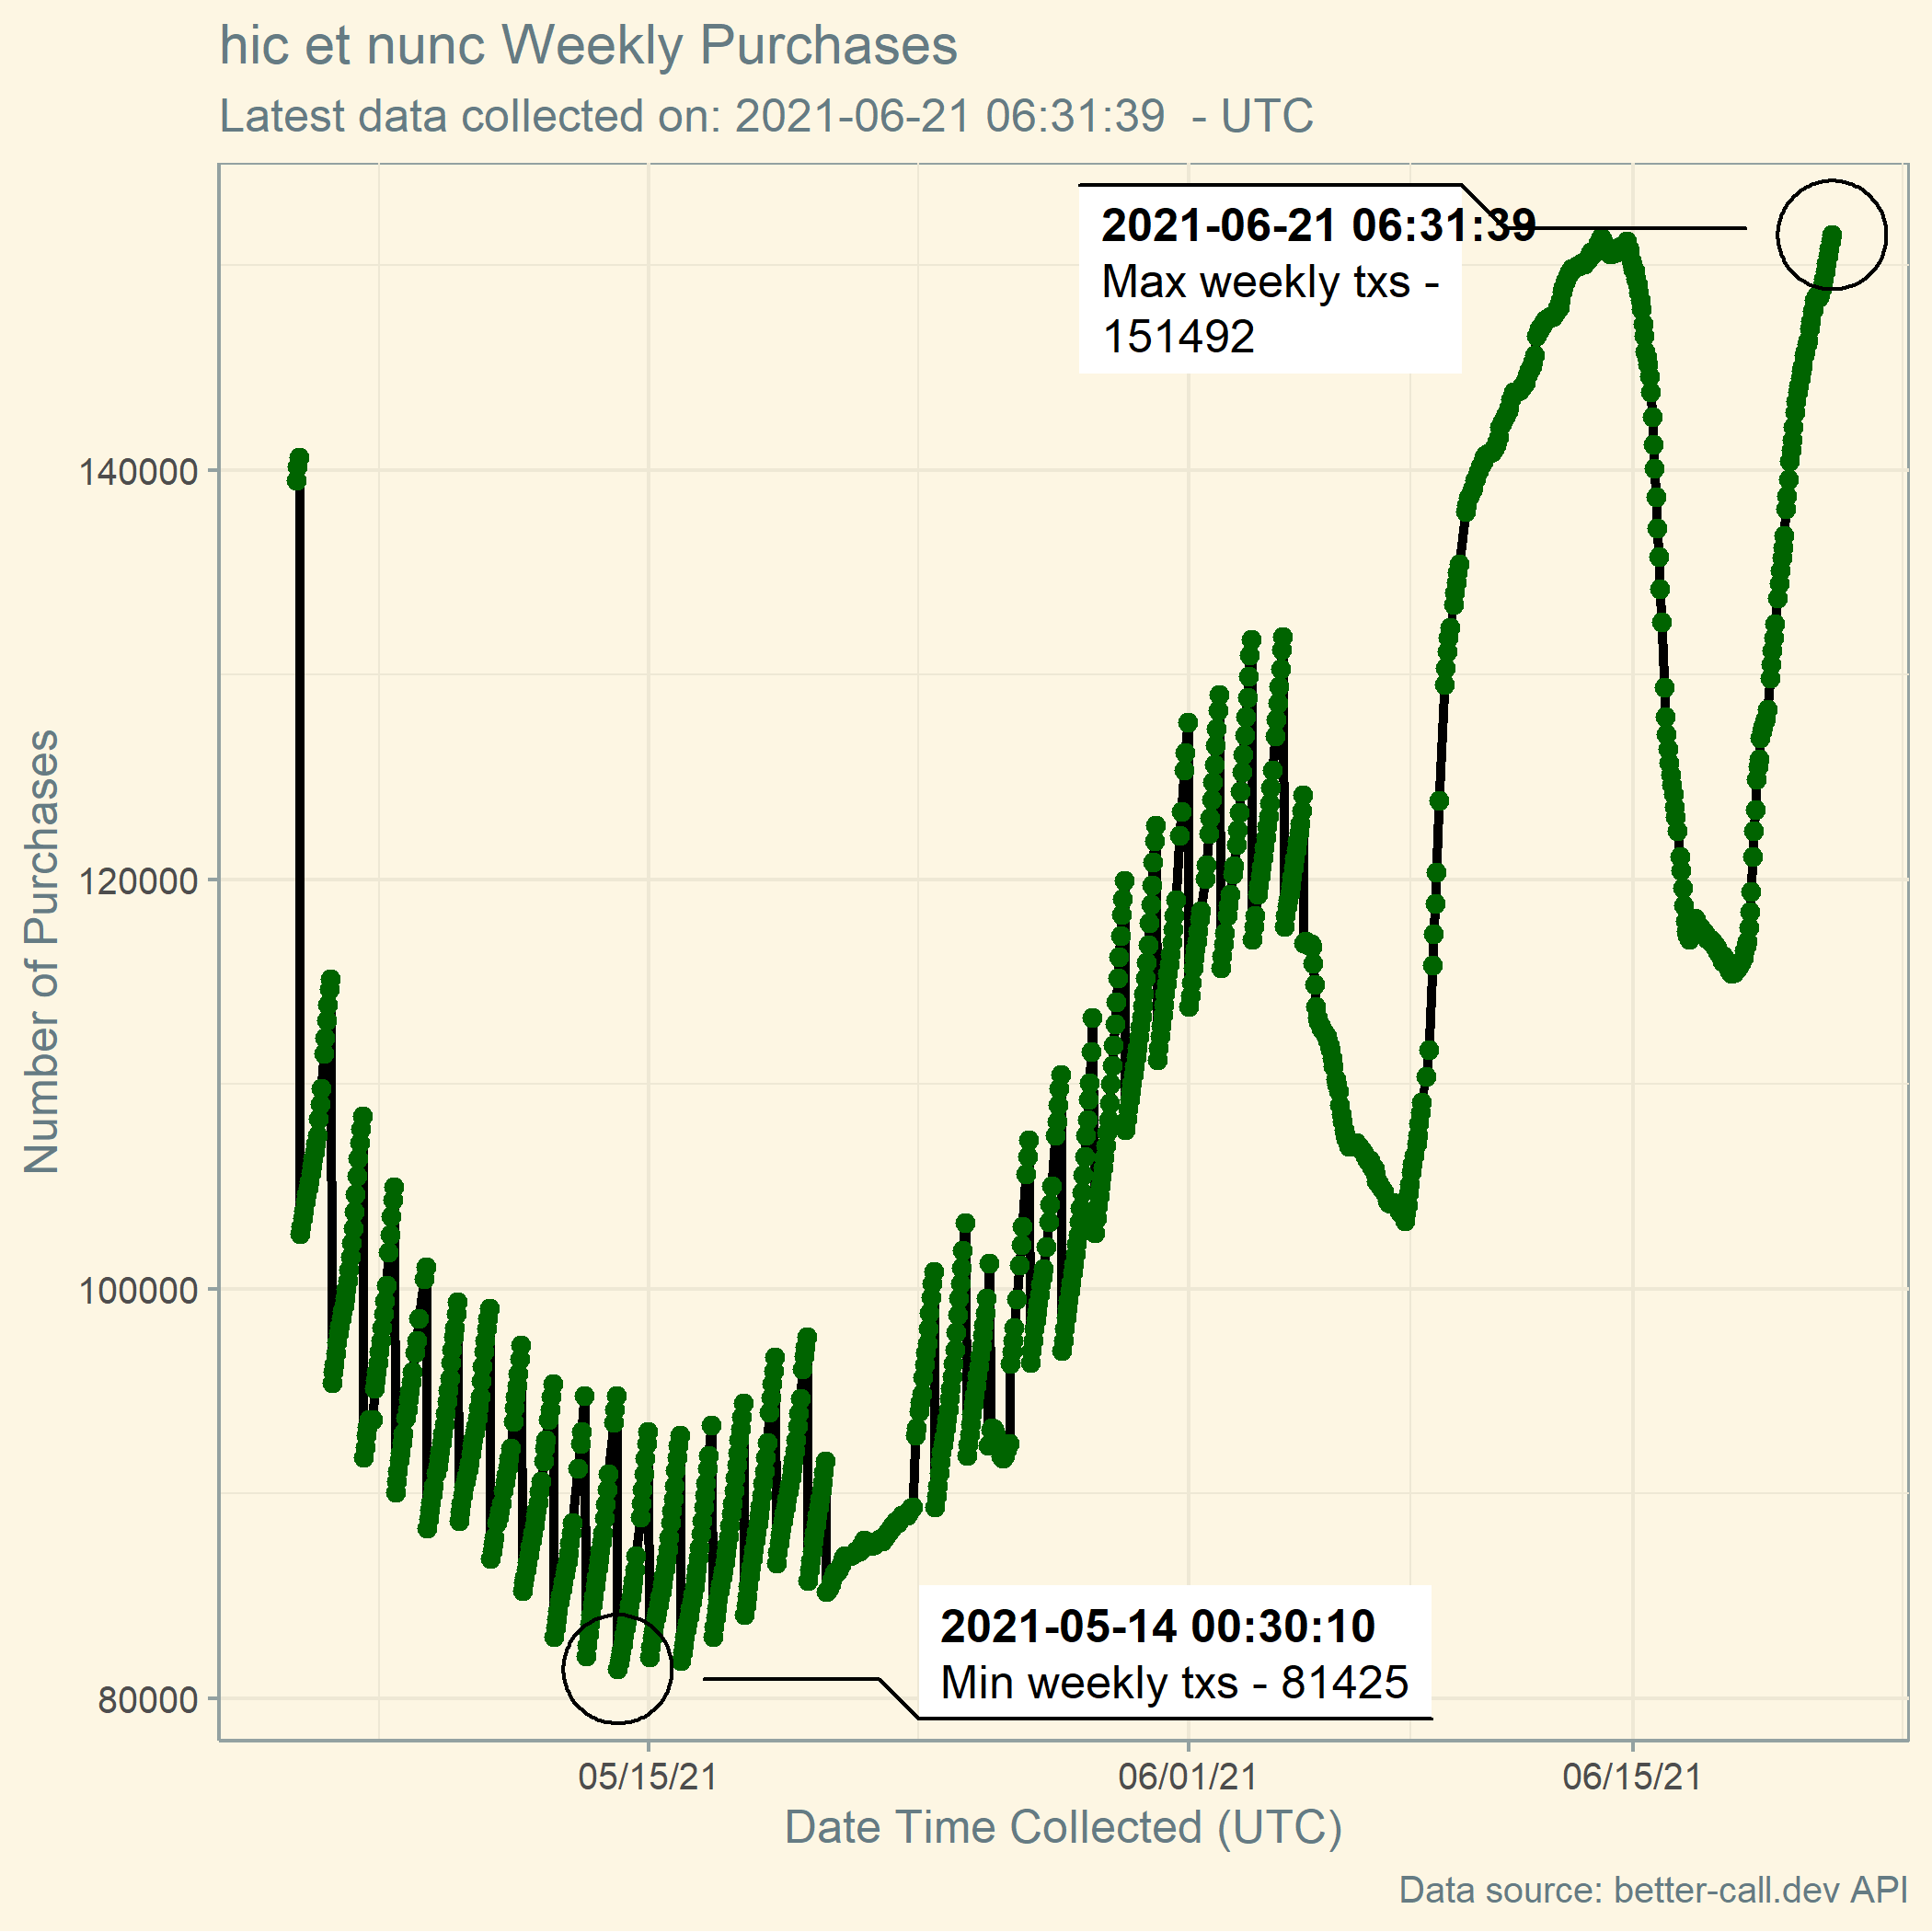 hic et nunc Weekly Purchases
Latest data collected on: 2021-06-21 06:31:39  - UTC
2021-06-21 06:31:39
Max weekly txs -
151492
140000
120000
100000
80000
Number of Purchases
2021-05-14 00:30:10
Min weekly txs - 81425
05/15/21
06/01/21
06/15/21
Date Time Collected (UTC)
Data source: better-call.dev API